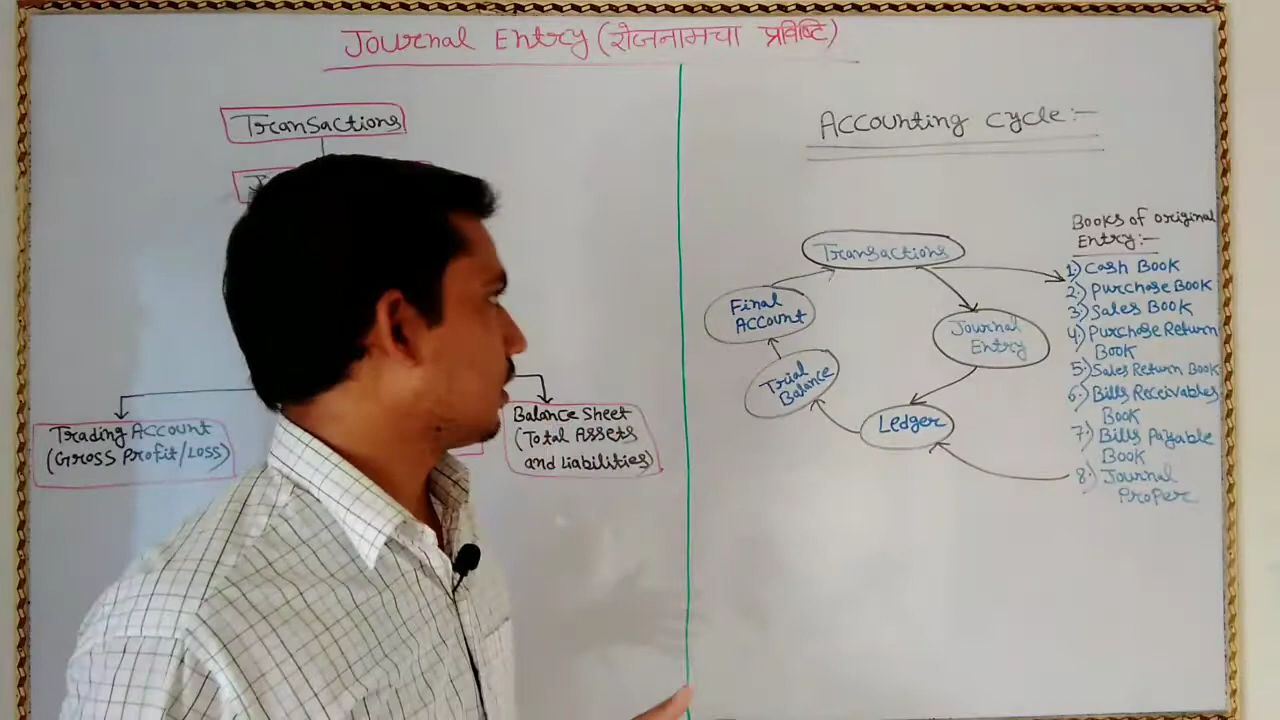 Journal Entry (रोजनामचा प्रविष्टि)
Transactions
Trading Account
(Gross Profit/Loss)
Balance Sheet
(Total Assets
and Liabilities)
Accounting cycle:-
Transactions
Journal
Entry
Ledger
Trial
Balance
Final
Account
Books of original
Entry:-
1.) Cash Book
2.) Purchase Book
3.) Sales Book
4.) Purchase Return
Book
5.) Sales Return Book
6.) Bills Receivables
Book
7.) Bills Payable
Book
8.) Journal
Proper